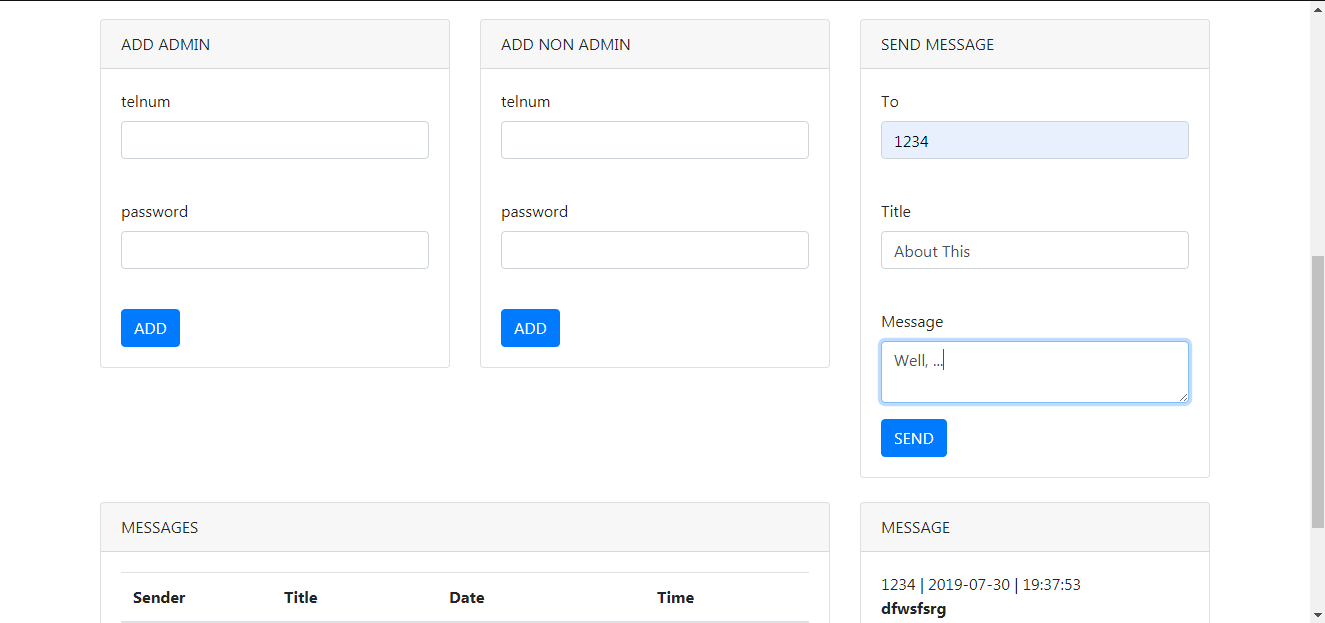 ADD ADMIN
telnum
password
ADD
ADD NON ADMIN
telnum
password
ADD
SEND MESSAGE
To
1234
Title
About This
Message
Well, ...
SEND
MESSAGES
Sender Title Date Time
MESSAGE
1234 | 2019-07-30 | 19:37:53
dfwsfsrg